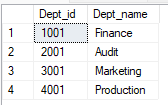 Dept_id Dept_name
1 1001 Finance
2 2001 Audit
3 3001 Marketing
4 4001 Production